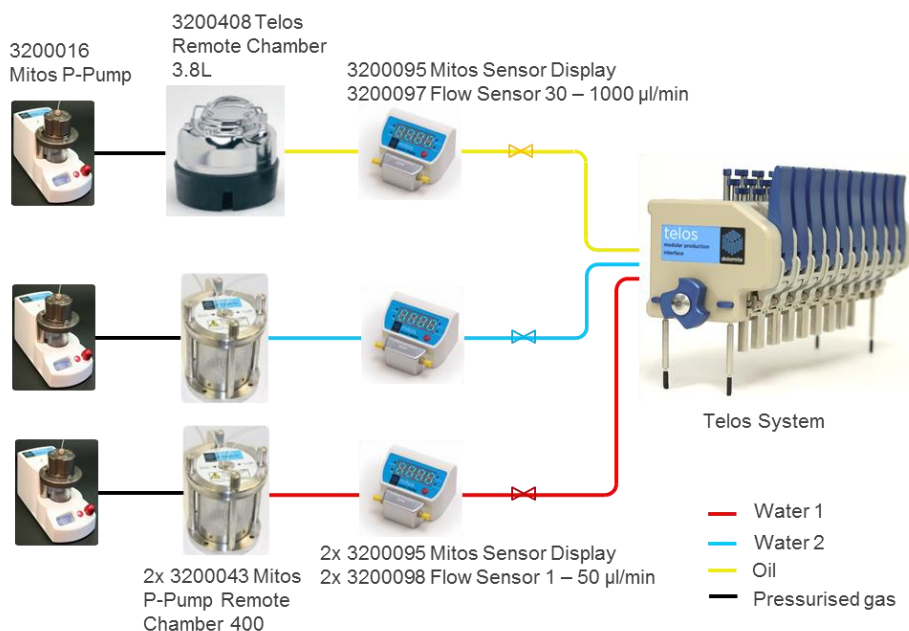 3200016
Mitos P-Pump
3200408 Telos
Remote Chamber
3.8L
3200095 Mitos Sensor Display
3200097 Flow Sensor 30 – 1000 µl/min
telos
modular production
interface
dolomite
Telos System
2x 3200043 Mitos
P-Pump Remote
Chamber 400
2x 3200095 Mitos Sensor Display
2x 3200098 Flow Sensor 1 – 50 µl/min
Water 1
Water 2
Oil
Pressurised gas